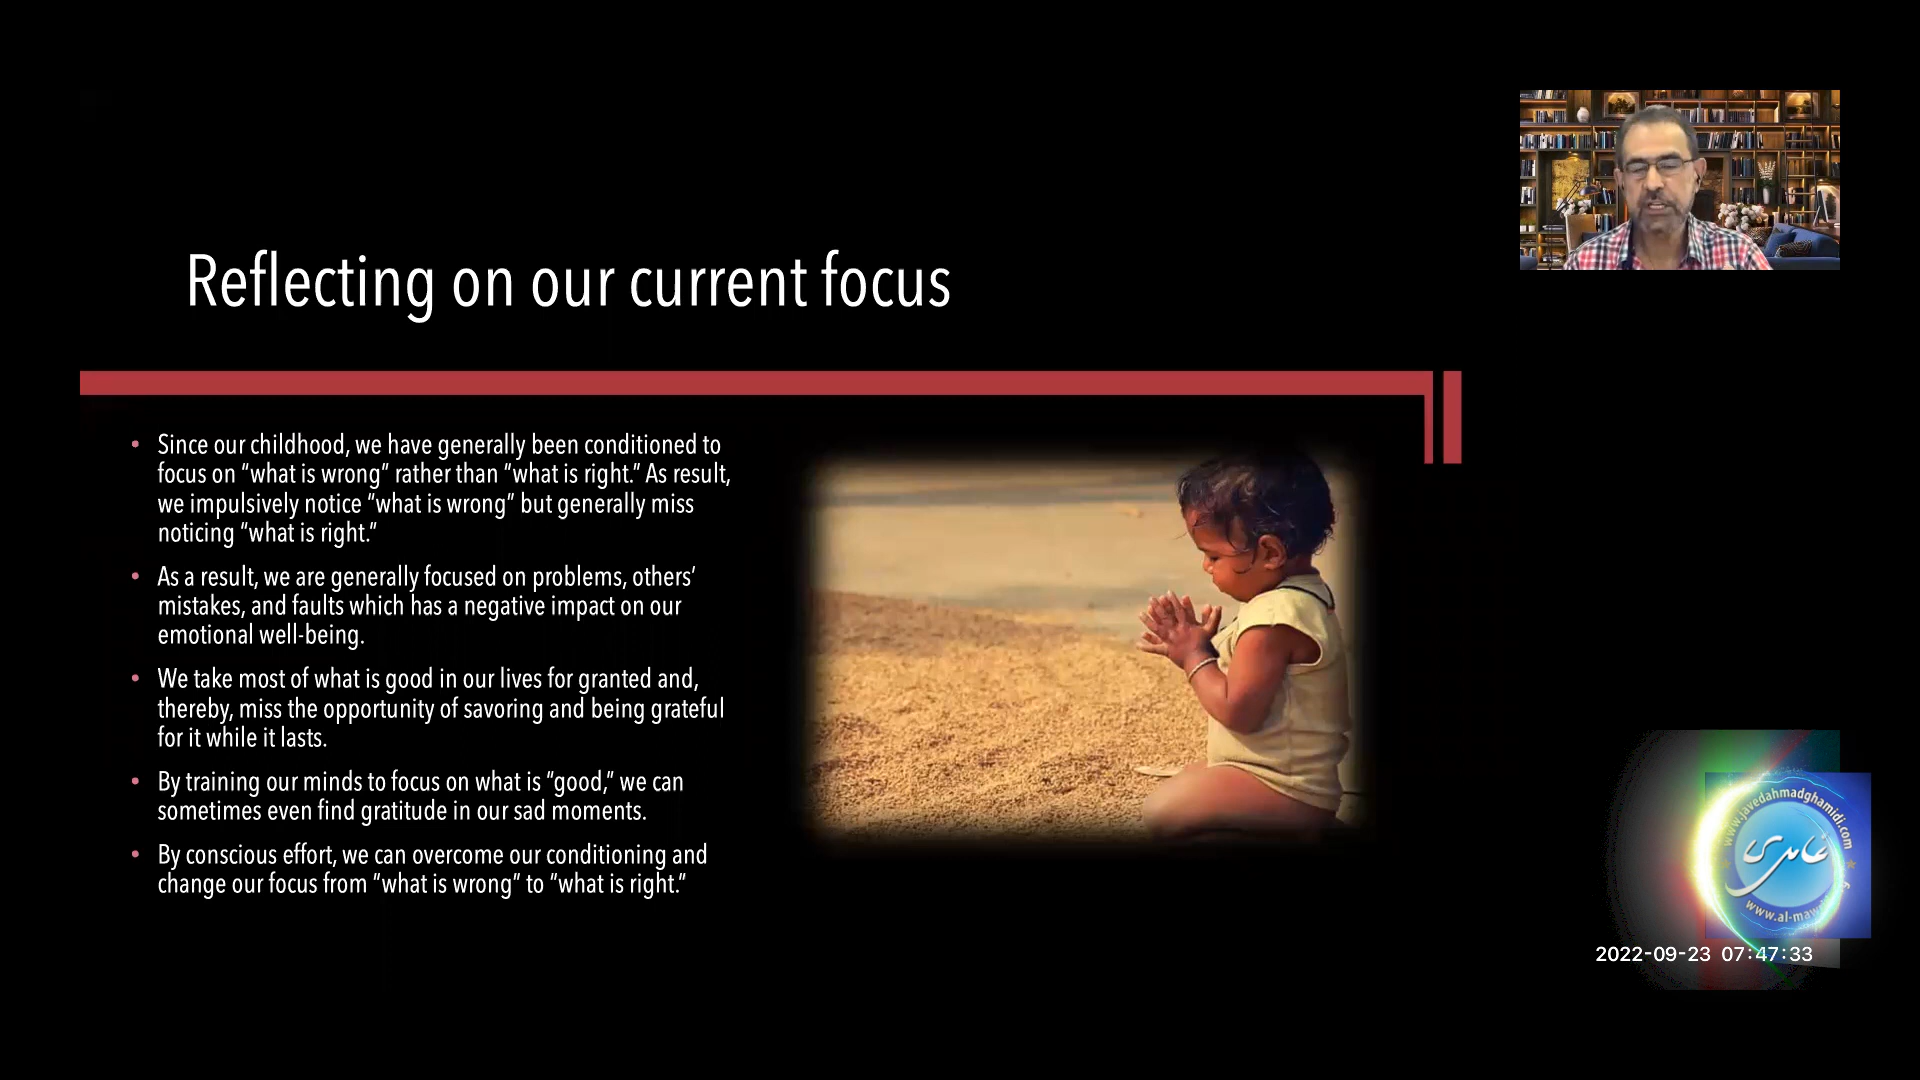 Reflecting on our current focus
• Since our childhood, we have generally been conditioned to
focus on “what is wrong” rather than “what is right.” As result,
we impulsively notice “what is wrong” but generally miss
noticing “what is right.”
• As a result, we are generally focused on problems, others’
mistakes, and faults which has a negative impact on our
emotional well-being.
• We take most of what is good in our lives for granted and,
thereby, miss the opportunity of savoring and being grateful
for it while it lasts.
• By training our minds to focus on what is “good,” we can
sometimes even find gratitude in our sad moments.
• By conscious effort, we can overcome our conditioning and
change our focus from “what is wrong” to “what is right.”
www.javedahmadghamidi.com
غامدی
2022-09-23 07:47:33